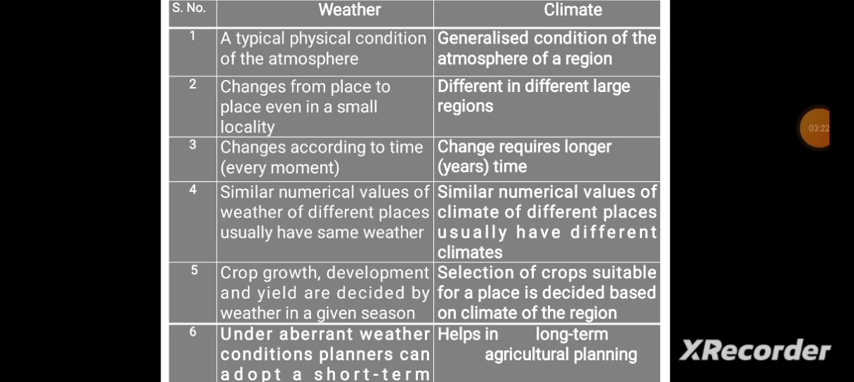 S. No. Weather Climate
1 A typical physical condition Generalised condition of the
of the atmosphere atmosphere of a region
2 Changes from place to Different in different large
place even in a small regions
locality
3 Changes according to time Change requires longer
(every moment) (years) time
4 Similar numerical values of Similar numerical values of
weather of different places climate of different places
usually have same weather usually have different
climates
5 Crop growth, development Selection of crops suitable
and yield are decided by for a place is decided based
weather in a given season on climate of the region
6 Under aberrant weather Helps in long-term
conditions planners can agricultural planning
adopt a short-term
03:22
XRecorder